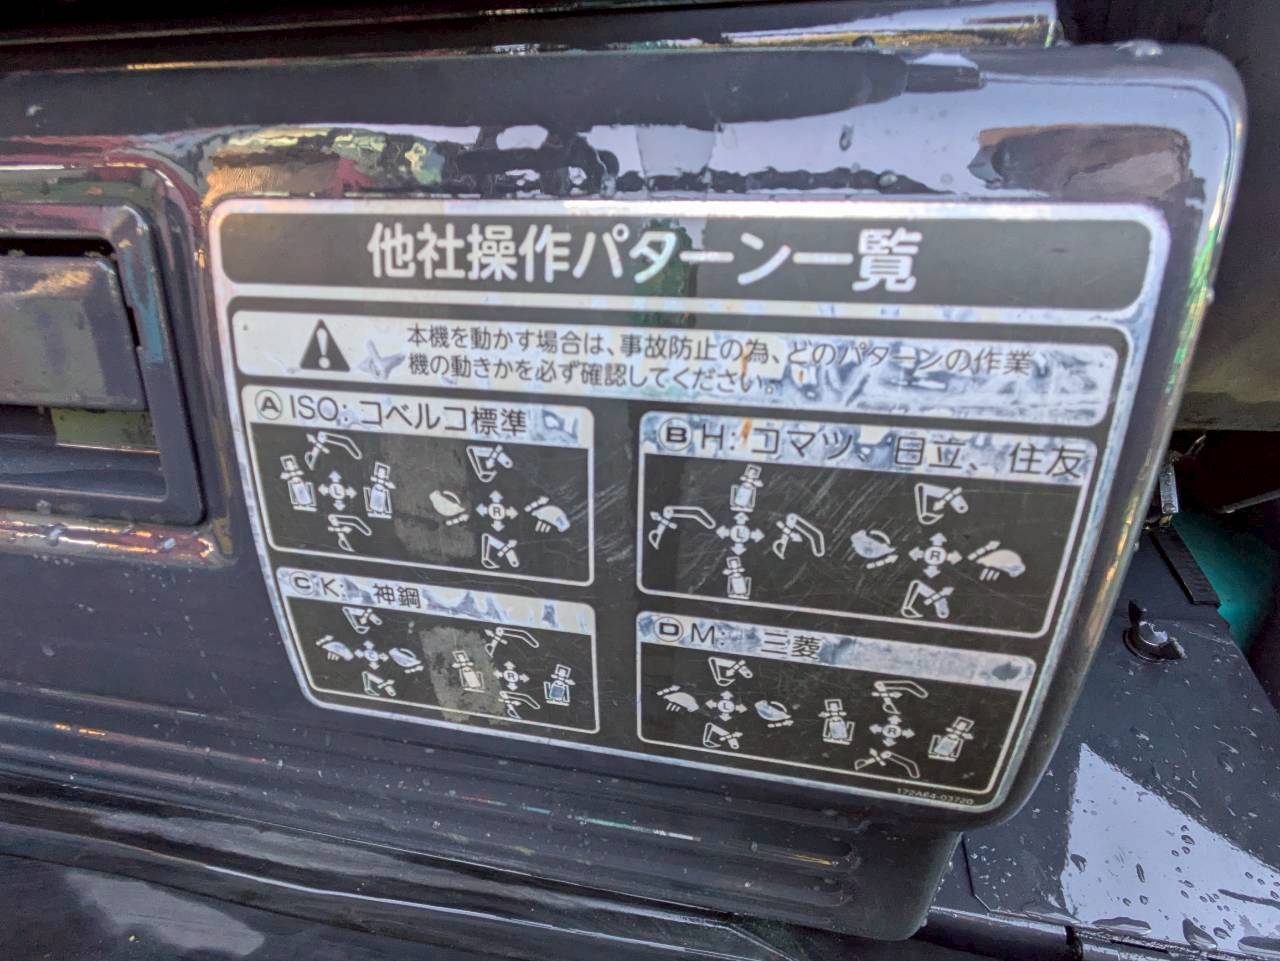 他社操作パターン一覧
本機を動かす場合は、事故防止の為、どのパターンの作業
機の動きかを必ず確認してください。
Ⓐ ISO: コベルコ標準
Ⓑ H: コマツ、日立、住友
L
R
L
R
Ⓒ K: 神鋼
Ⓓ M: 三菱
L
R
L
R
172A64-03720